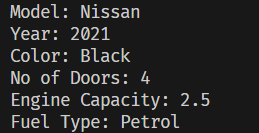 Model: Nissan
Year: 2021
Color: Black
No of Doors: 4
Engine Capacity: 2.5
Fuel Type: Petrol